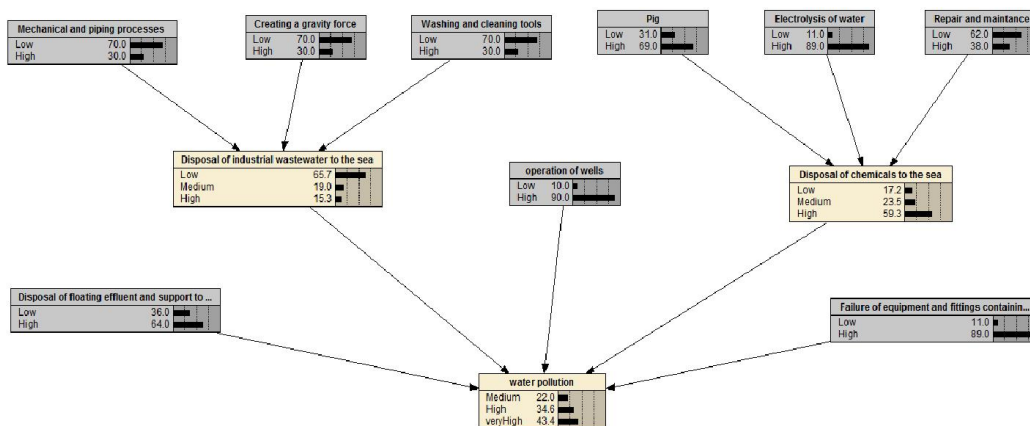 Mechanical and piping processes
Low 70.0
High 30.0
Creating a gravity force
Low 70.0
High 30.0
Washing and cleaning tools
Low 70.0
High 30.0
Pig
Low 31.0
High 69.0
Electrolysis of water
Low 11.0
High 89.0
Repair and maintance
Low 62.0
High 38.0
Disposal of industrial wastewater to the sea
Low 65.7
Medium 19.0
High 15.3
operation of wells
Low 10.0
High 90.0
Disposal of chemicals to the sea
Low 17.2
Medium 23.5
High 59.3
Disposal of floating effluent and support to ...
Low 36.0
High 64.0
Failure of equipment and fittings containin...
Low 11.0
High 89.0
water pollution
Medium 22.0
High 34.6
veryHigh 43.4